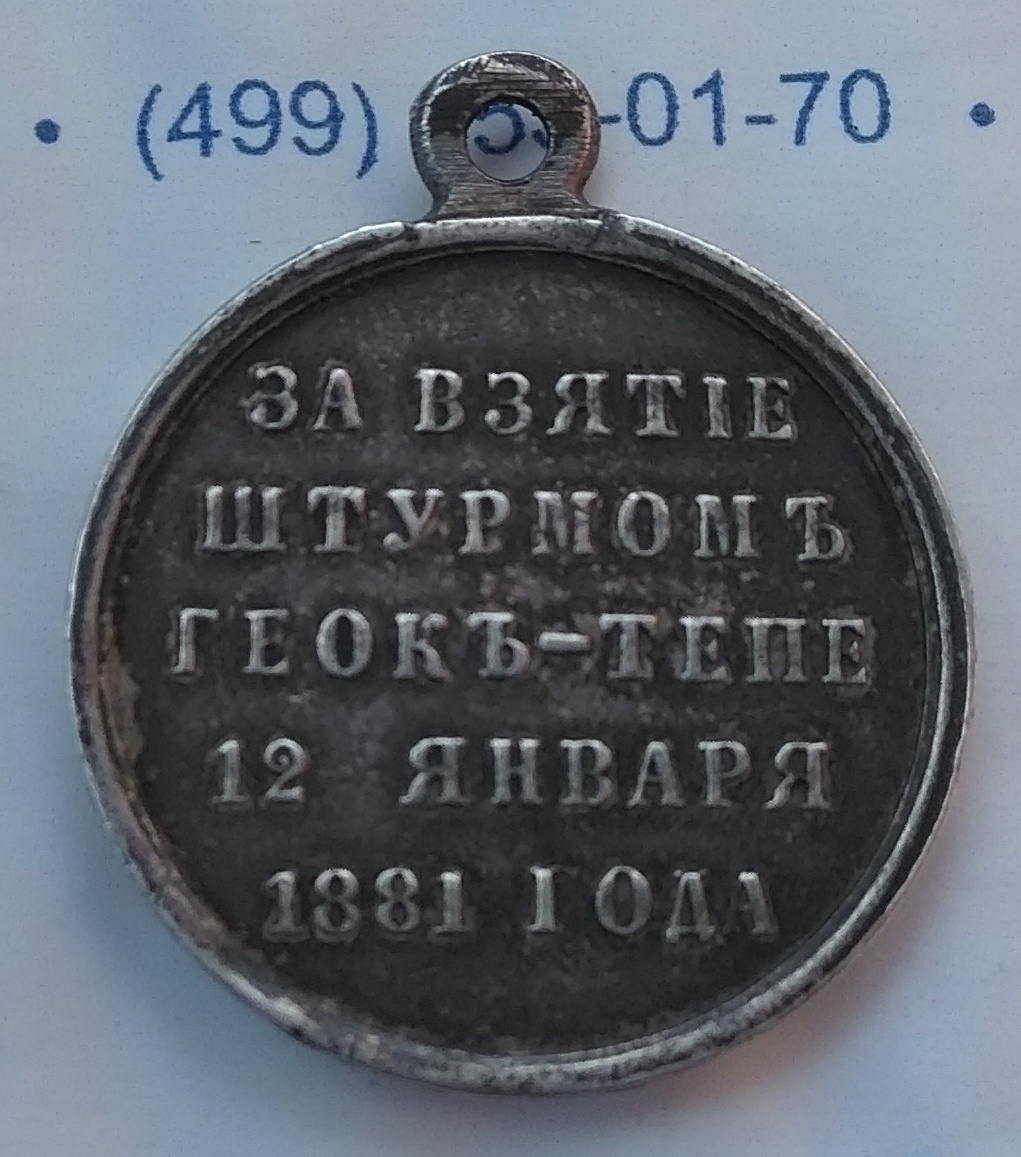 • (499) -01-70 •
ЗА ВЗЯТІЕ
ШТУРМОМЪ
ГЕОКЪ-ТЕПЕ
12 ЯНВАРЯ
1881 ГОДА